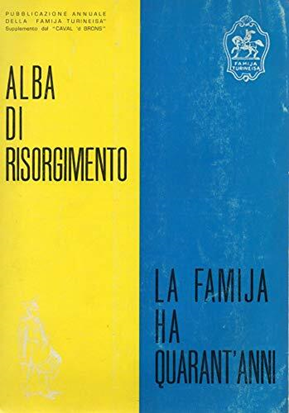 PUBBLICAZIONE ANNUALE
DELLA "FAMIJA TURINEISA"
Supplemento del "CAVAL 'd BRONS"
FAMIJA
TURINEISA
ALBA
DI
RISORGIMENTO
LA FAMIJA
HA
QUARANT'ANNI